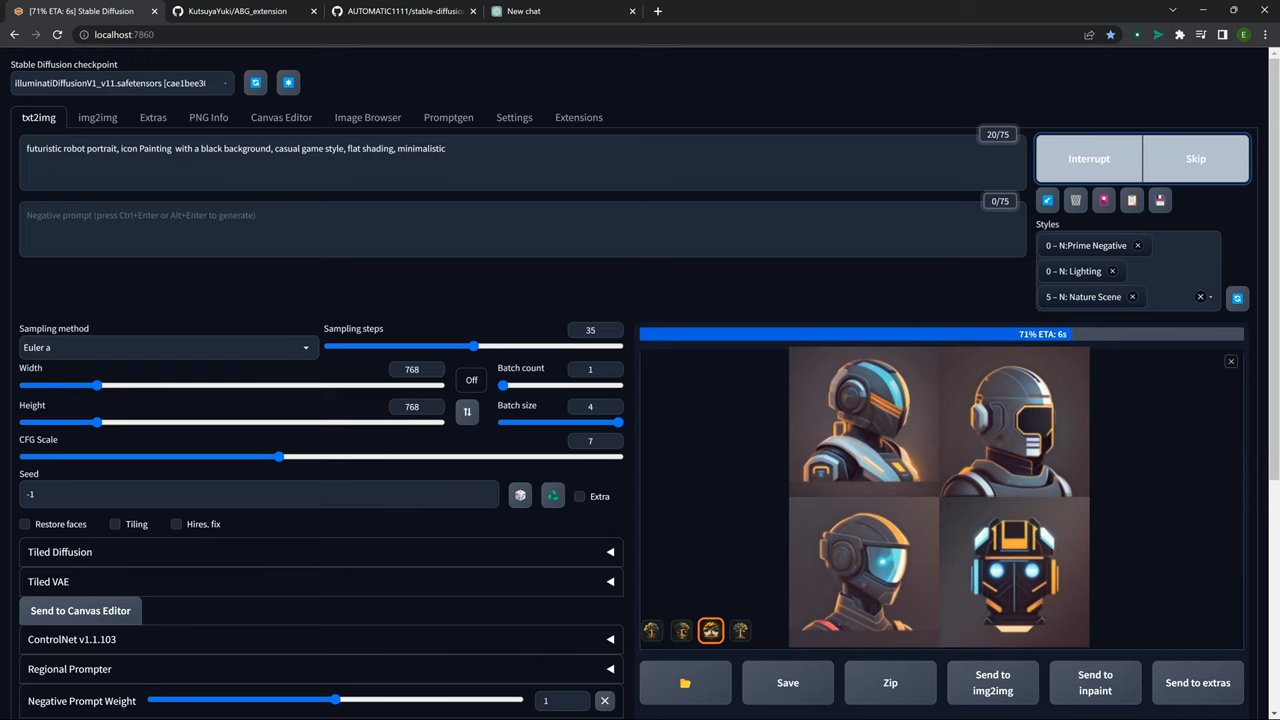 [71% ETA: 6s] Stable Diffusion
KutsuyaYuki/ABG_extension
AUTOMATIC1111/stable-diffusio
New chat
localhost:7860
E
Stable Diffusion checkpoint
illuminatiDiffusionV1_v11.safetensors [cae1bee30
txt2img
img2img
Extras
PNG Info
Canvas Editor
Image Browser
Promptgen
Settings
Extensions
20/75
futuristic robot portrait, icon Painting with a black background, casual game style, flat shading, minimalistic
Interrupt
Skip
0/75
Negative prompt (press Ctrl+Enter or Alt+Enter to generate)
Styles
0 – N:Prime Negative
0 – N: Lighting
5 – N: Nature Scene
Sampling method
Euler a
Sampling steps
35
71% ETA: 6s
Width
768
Off
Batch count
1
Height
768
Batch size
4
CFG Scale
7
Seed
-1
Extra
Restore faces
Tiling
Hires. fix
Tiled Diffusion
Tiled VAE
Send to Canvas Editor
ControlNet v1.1.103
Regional Prompter
Negative Prompt Weight
1
Save
Zip
Send to
img2img
Send to
inpaint
Send to extras